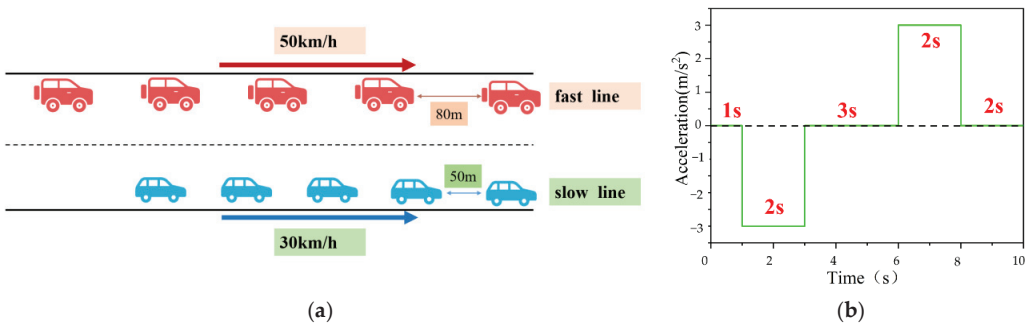 50km/h
fast line
80m
50m
slow line
30km/h
(a)
Acceleration(m/s²)
3
2
1
0
−1
−2
−3
1s
2s
3s
2s
2s
0
2
4
6
8
10
Time（s）
(b)